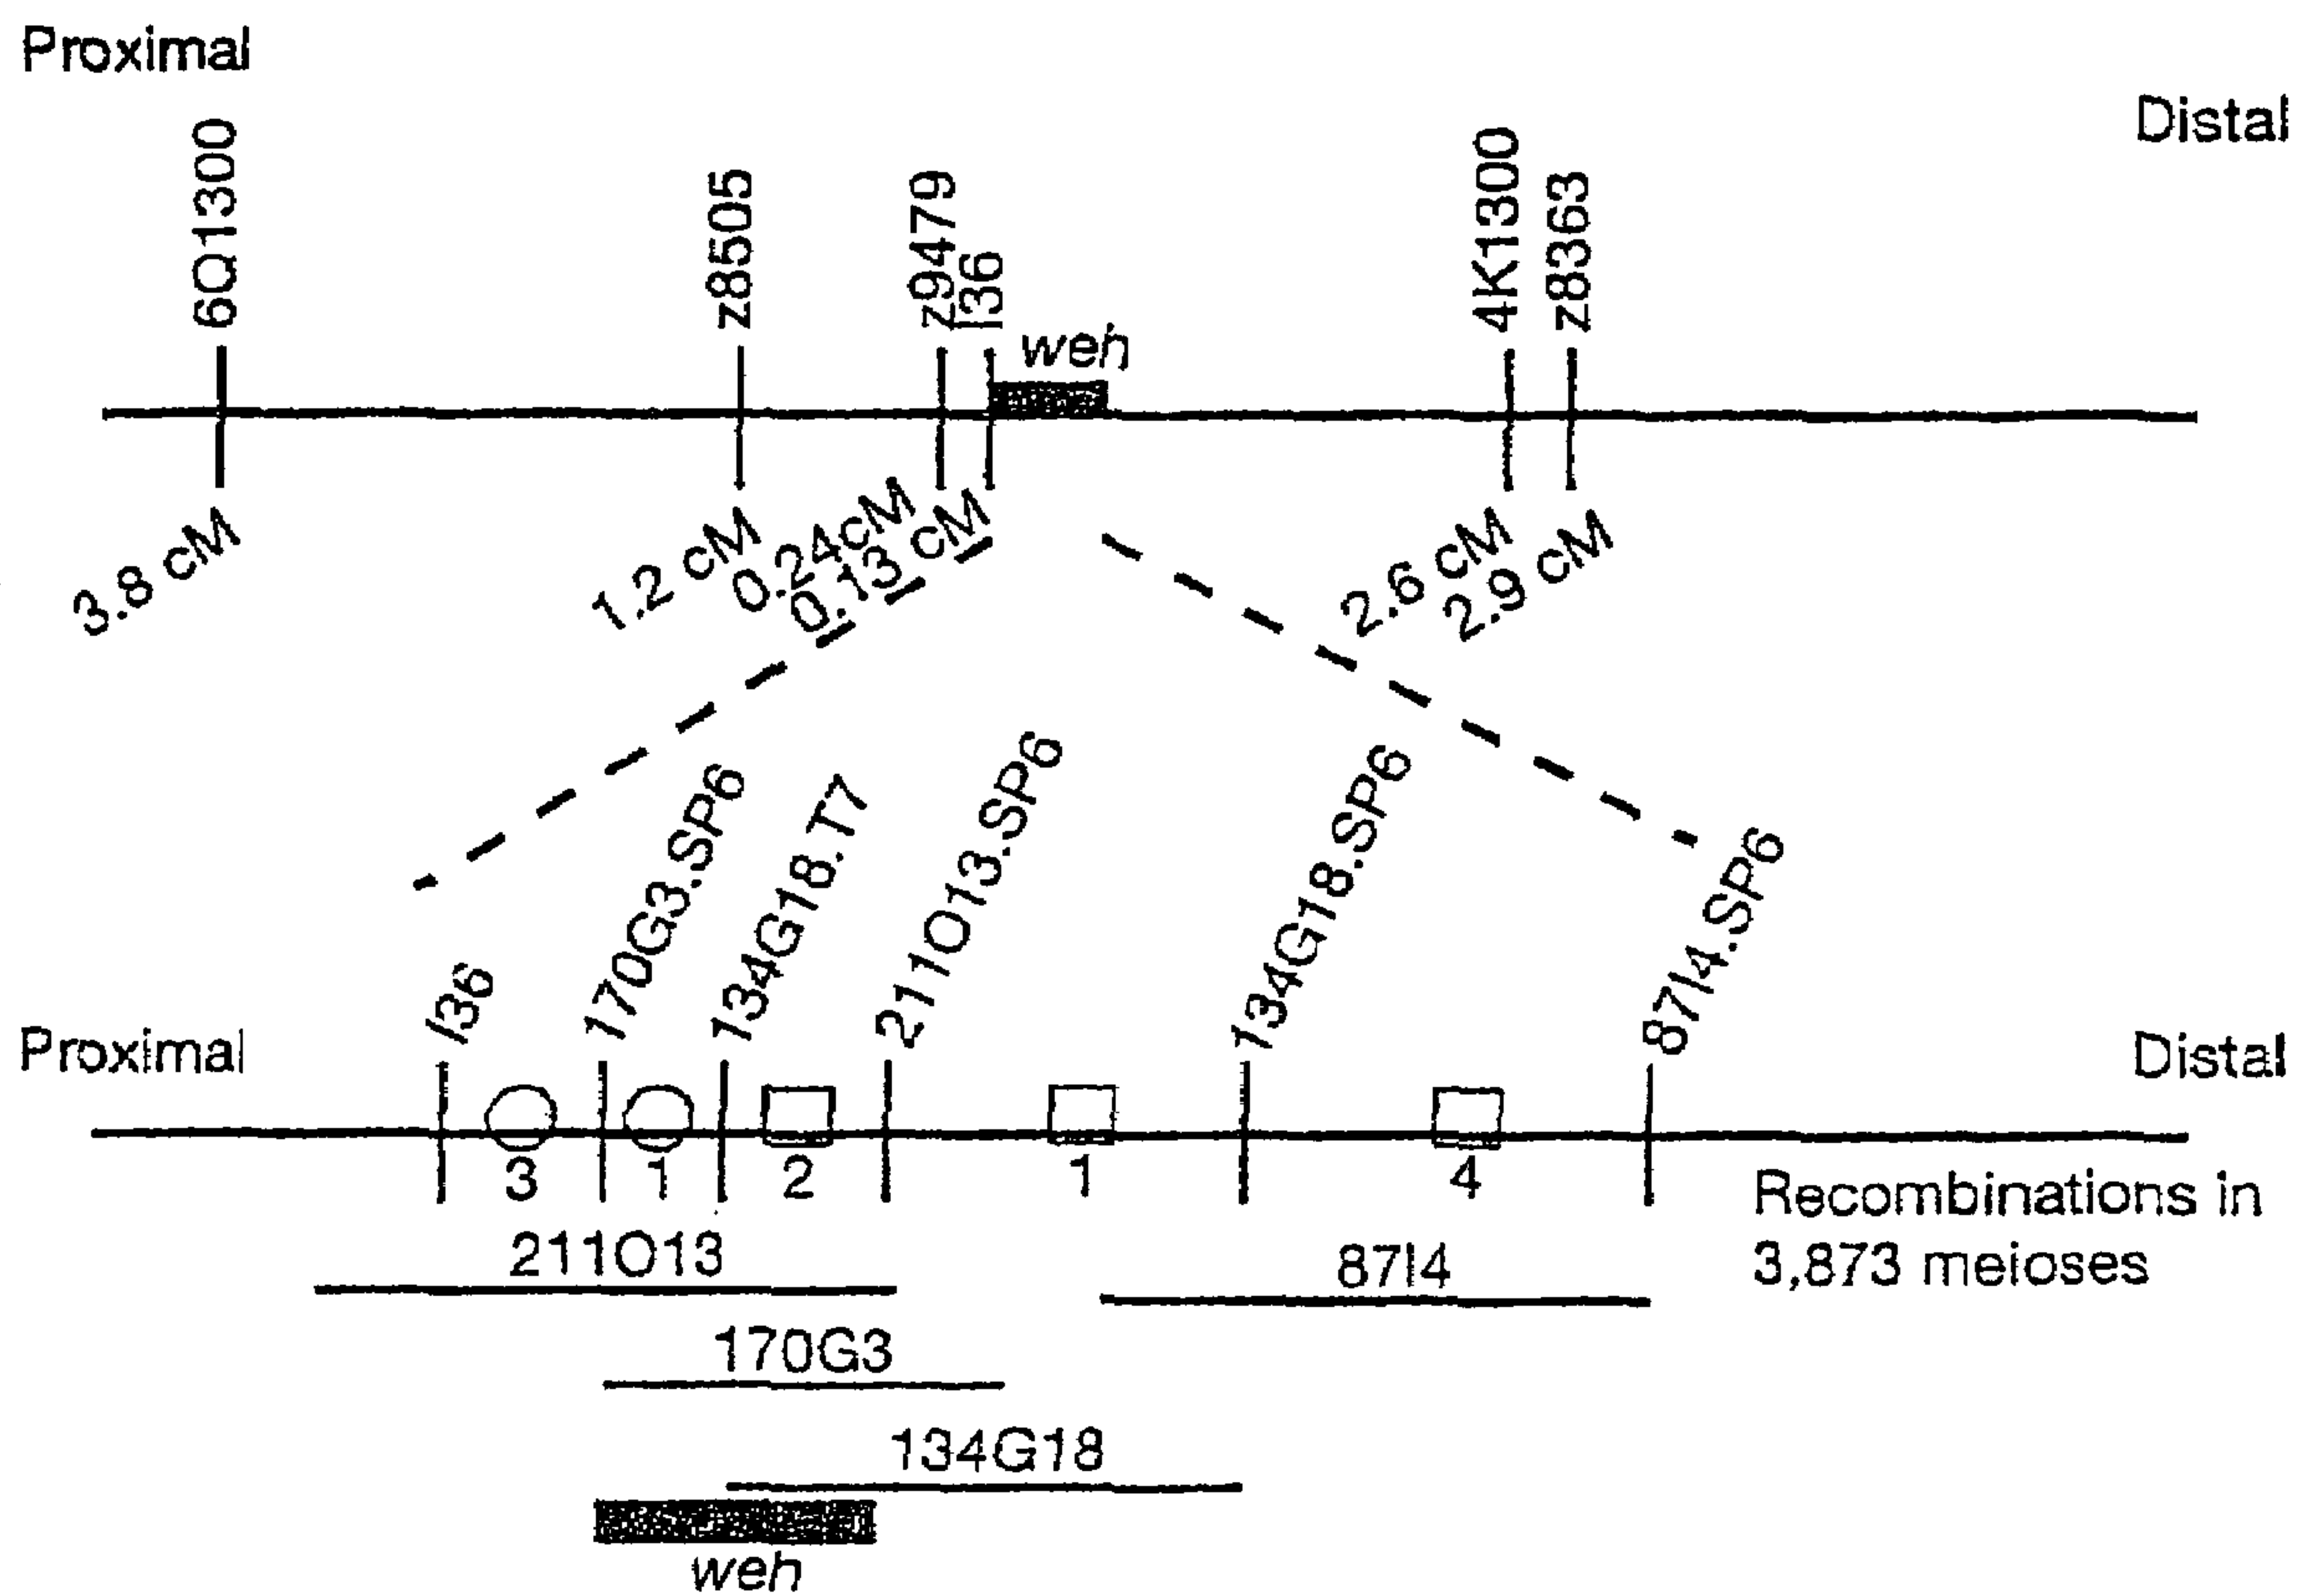 Proximal
Distal
6Q1300
z8505
z9479
I36
4K1300
z8363
weh
3.8 cM
1.2 cM
0.24cM
0.13 cM
2.6 cM
2.9 cM
I36
170G3.SP6
134G18.T7
211O13.SP6
134G18.SP6
87I4.SP6
Proximal
Distal
3
1
2
1
4
Recombinations in
3,873 meioses
211O13
87I4
170G3
134G18
weh